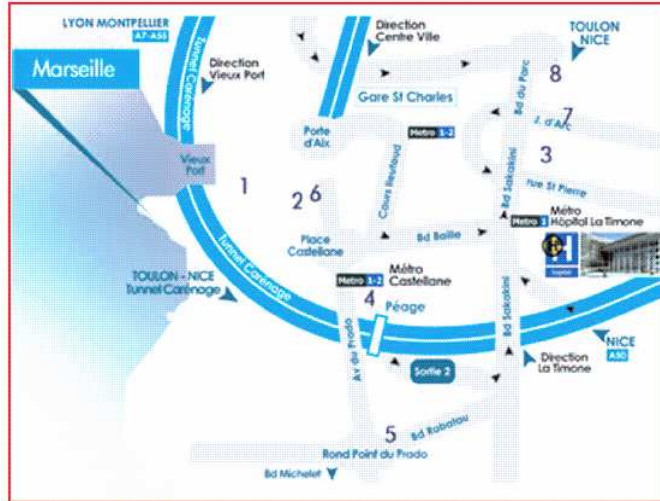 LYON MONTPELLIER
A7-A55
Direction
Centre Ville
TOULON
NICE
Marseille
Direction
Vieux Port
Tunnel Carénage
8
Bd du Parc
Gare St Charles
7
J. d'Arc
Porte
d'Aix
Metro 1-2
Vieux
Port
1
2
6
3
Cours lieutaud
Bd Sakakini
rue St Pierre
Métro
Metro 1
Hôpital La Timone
Place
Castellane
Bd Baille
H
hopital
TOULON - NICE
Tunnel Carénage
Tunnel Carénage
Métro
Metro 1-2
Castellane
4
Péage
Bd Sakakini
NICE
A50
Av du Prado
Sortie 2
Direction
La Timone
5
Bd Rabatau
Rond Point du Prado
Bd Michelet